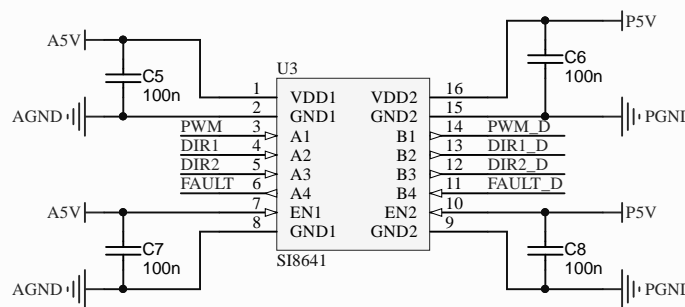 A5V
P5V
C5
100n
C6
100n
U3
AGND
PGND
1 VDD1 VDD2 16
2 GND1 GND2 15
PWM 3 A1 B1 14 PWM_D
DIR1 4 A2 B2 13 DIR1_D
DIR2 5 A3 B3 12 DIR2_D
FAULT 6 A4 B4 11 FAULT_D
A5V 7 EN1 EN2 10 P5V
8 GND1 GND2 9
C7
100n
C8
100n
SI8641
AGND
PGND